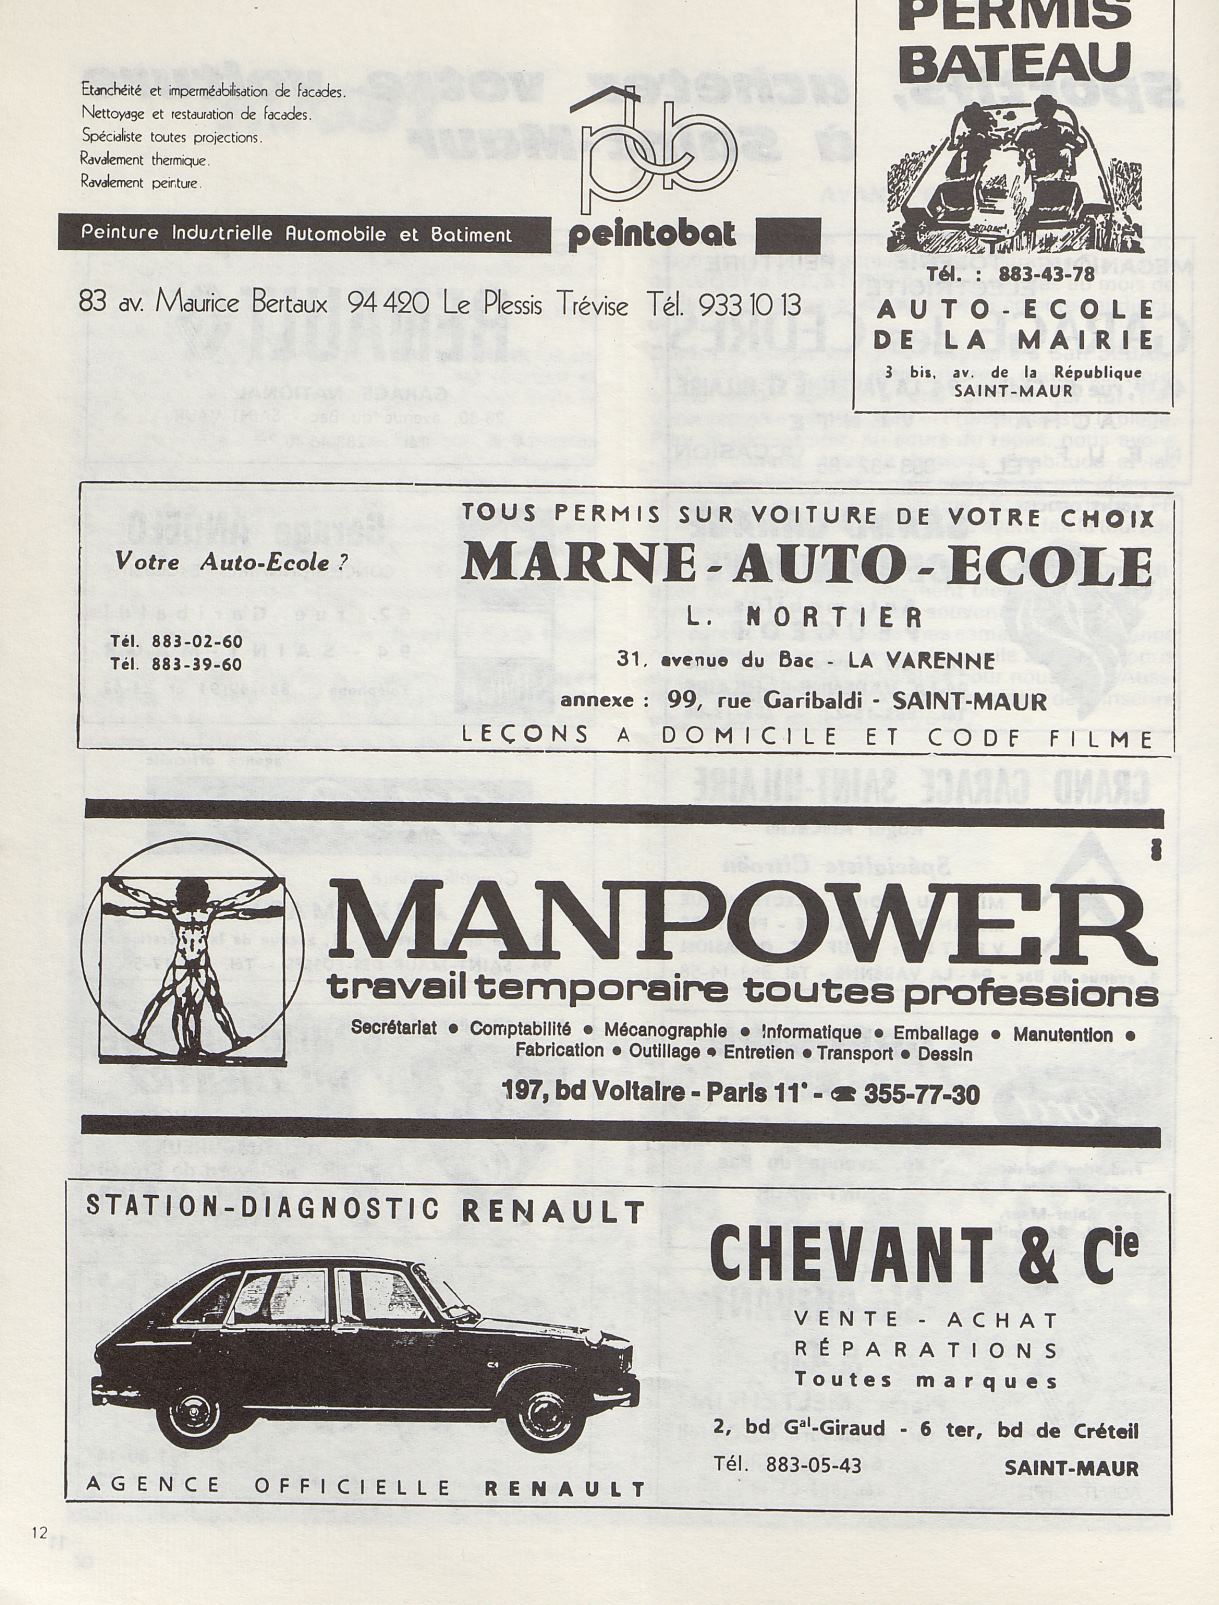 Etanchéité et imperméabilisation de facades.
Nettoyage et restauration de facades.
Spécialiste toutes projections.
Ravalement thermique.
Ravalement peinture.
Peinture Industrielle Automobile et Batiment
peintobat
83 av. Maurice Bertaux 94 420 Le Plessis Trévise Tél. 933 10 13
PERMIS
BATEAU
Tél. : 883-43-78
AUTO-ECOLE
DE LA MAIRIE
3 bis, av. de la République
SAINT-MAUR
Votre Auto-Ecole ?
Tél. 883-02-60
Tél. 883-39-60
TOUS PERMIS SUR VOITURE DE VOTRE CHOIX
MARNE-AUTO-ECOLE
L. NORTIER
31, avenue du Bac - LA VARENNE
annexe : 99, rue Garibaldi - SAINT-MAUR
LEÇONS A DOMICILE ET CODE FILME
MANPOWER
travail temporaire toutes professions
Secrétariat • Comptabilité • Mécanographie • Informatique • Emballage • Manutention •
Fabrication • Outillage • Entretien • Transport • Dessin
197, bd Voltaire - Paris 11e - ☎ 355-77-30
STATION-DIAGNOSTIC RENAULT
AGENCE OFFICIELLE RENAULT
CHEVANT & Cie
VENTE - ACHAT
RÉPARATIONS
Toutes marques
2, bd Gal-Giraud - 6 ter, bd de Créteil
Tél. 883-05-43 SAINT-MAUR
12